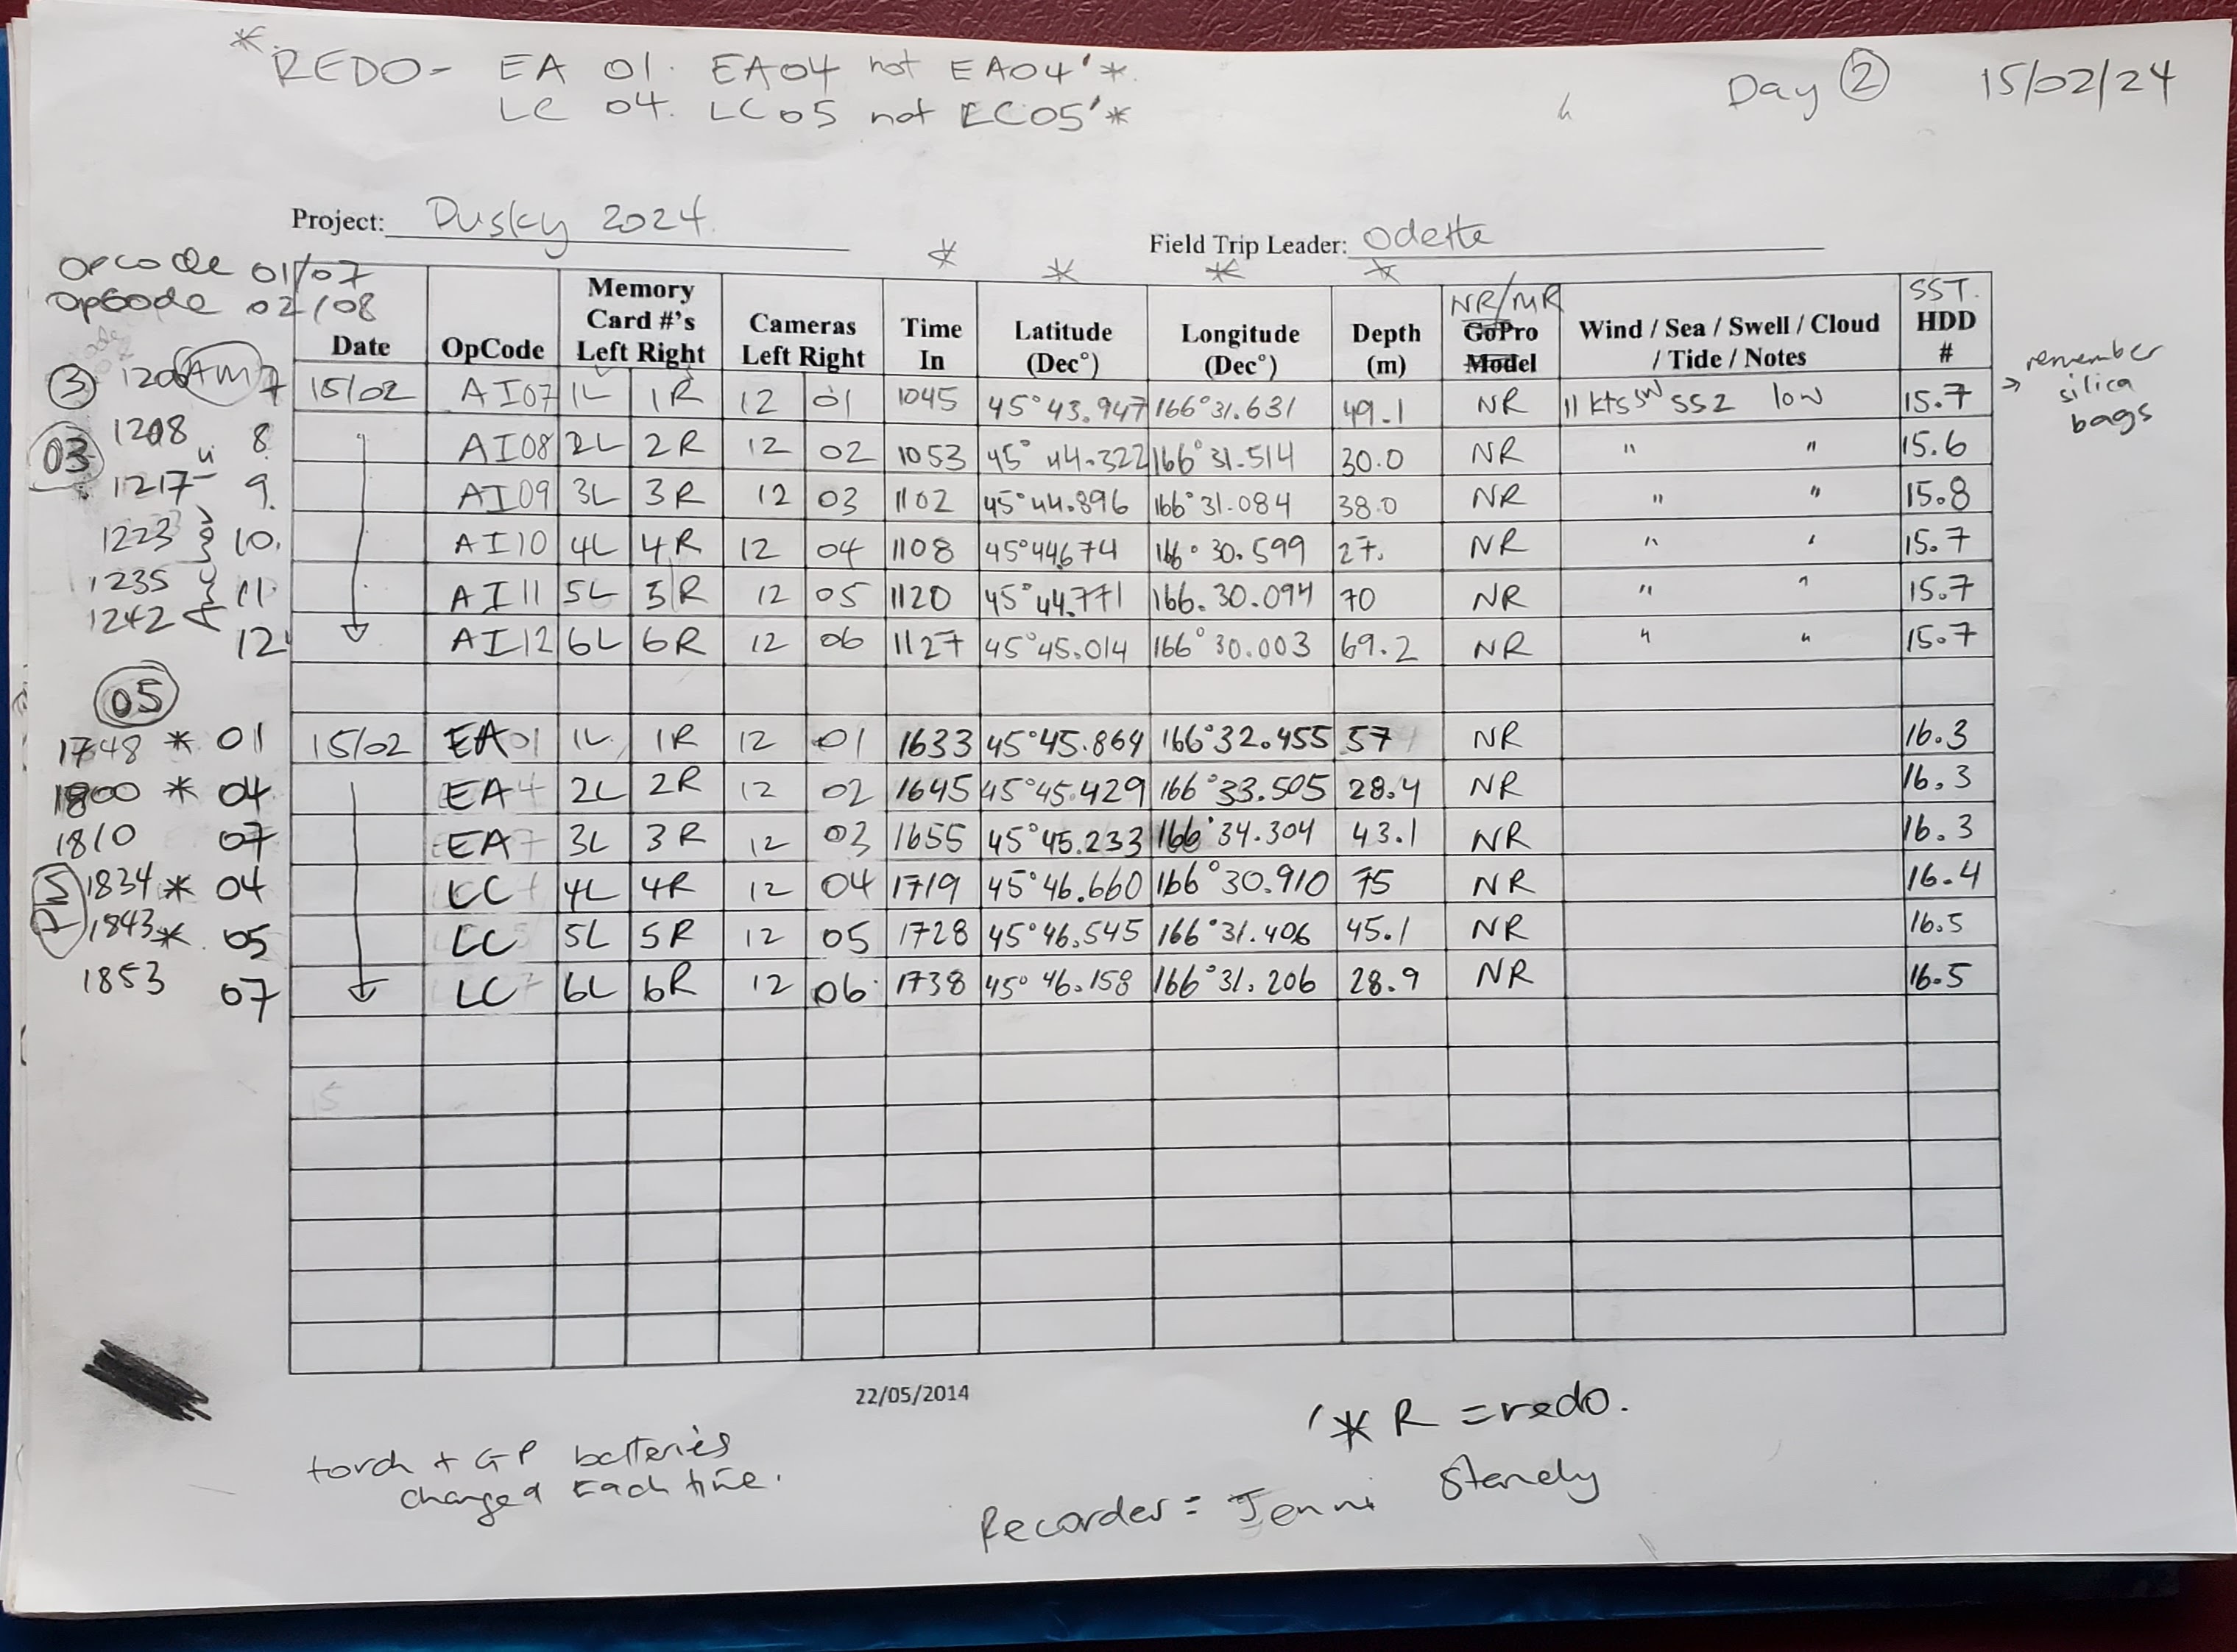 *REDO- EA 01. EA04 not EA04'*
LC 04. LC05 not LC05'*
Day 2 15/02/24
Project: Dusky 2024.
Field Trip Leader: Odette
opcode 01/07
opcode 02/08
Date OpCode Memory Card #'s Left Right Cameras Left Right Time In Latitude (Dec°) Longitude (Dec°) Depth (m) NR/MR GoPro Model Wind / Sea / Swell / Cloud / Tide / Notes SST. HDD #
3 AM 7 15/02 AI07 1L 1R 12 01 1045 45°43.947 166°31.631 49.1 NR 11 kts SW SS2 low 15.7
→ remember silica bags
03 1208 8. AI08 2L 2R 12 02 1053 45° 44.322 166°31.514 30.0 NR " " 15.6
1217 9. AI09 3L 3R 12 03 1102 45°44.896 166°31.084 38.0 NR " " 15.8
1223 10. AI10 4L 4R 12 04 1108 45°44.674 166° 30.599 27. NR " " 15.7
1235 11. AI11 5L 5R 12 05 1120 45°44.771 166. 30.094 70 NR " " 15.7
1242 12 AI12 6L 6R 12 06 1127 45°45.014 166° 30.003 69.2 NR " " 15.7
05
1748 * 01 15/02 EA01 1L 1R 12 01 1633 45°45.864 166°32.455 57 NR 16.3
1800 * 04 EA4 2L 2R 12 02 1645 45°45.429 166°33.505 28.4 NR 16.3
1810 07 EA7 3L 3R 12 03 1655 45°45.233 166°34.304 43.1 NR 16.3
PM 1834 * 04 LC 4L 4R 12 04 1719 45°46.660 166°30.910 75 NR 16.4
1843 * 05 LC 5L 5R 12 05 1728 45°46.545 166°31.406 45.1 NR 16.5
1853 07 LC 6L 6R 12 06 1738 45° 46.158 166°31.206 28.9 NR 16.5
15
22/05/2014
'* R = redo.
torch + GP batteries
changed Each time.
Recorder = Jenni Stanely